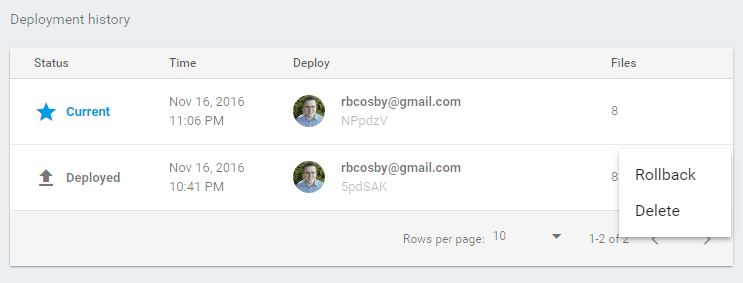 Deployment history
Status Time Deploy Files
Current
Nov 16, 2016
11:06 PM
rbcosby@gmail.com
NPpdzV
8
Deployed
Nov 16, 2016
10:41 PM
rbcosby@gmail.com
5pdSAK
8
Rollback
Delete
Rows per page: 10 1-2 of 2